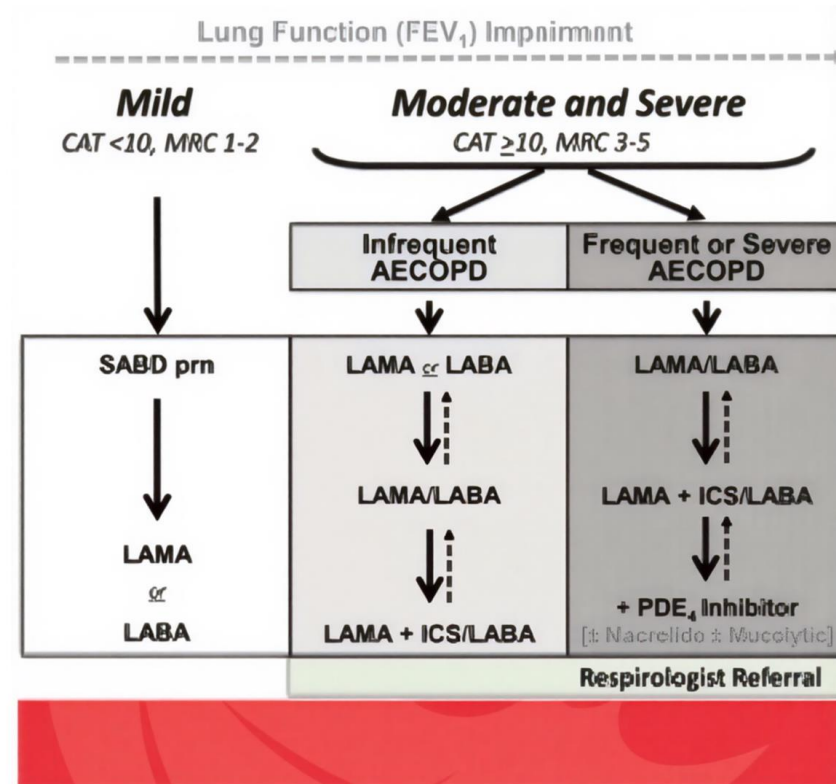 Lung Function (FEV₁) Impnirmnnt
Mild
CAT <10, MRC 1-2
Moderate and Severe
CAT ≥10, MRC 3-5
Infrequent
AECOPD
Frequent or Severe
AECOPD
SABD prn
LAMA
or
LABA
LAMA or LABA
LAMA/LABA
LAMA + ICS/LABA
LAMA/LABA
LAMA + ICS/LABA
+ PDE₄ Inhibitor
[± Nacrelido ± Mucolytic]
Respirologist Referral